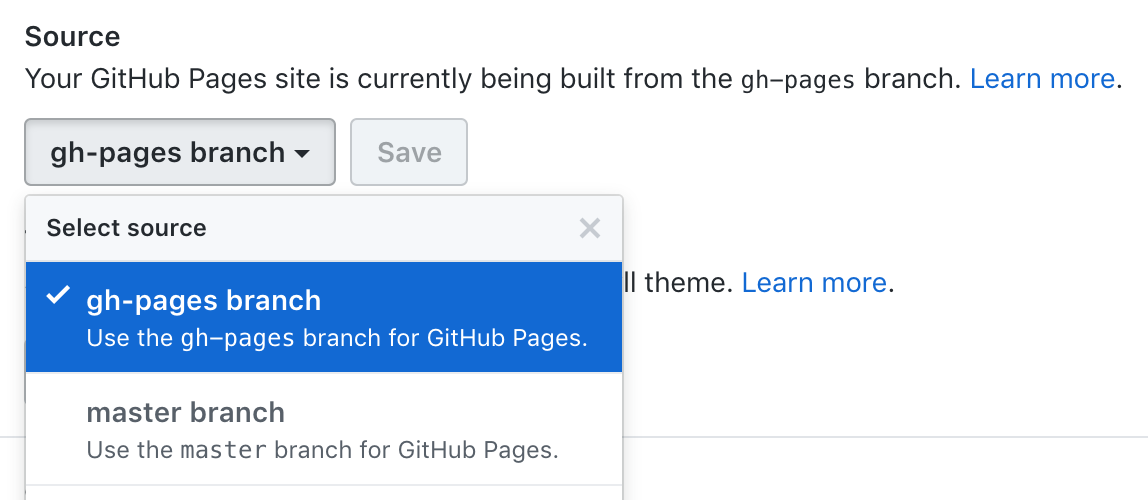 Source
Your GitHub Pages site is currently being built from the gh-pages branch. Learn more.
gh-pages branch Save
Select source
ll theme. Learn more.
gh-pages branch
Use the gh-pages branch for GitHub Pages.
master branch
Use the master branch for GitHub Pages.